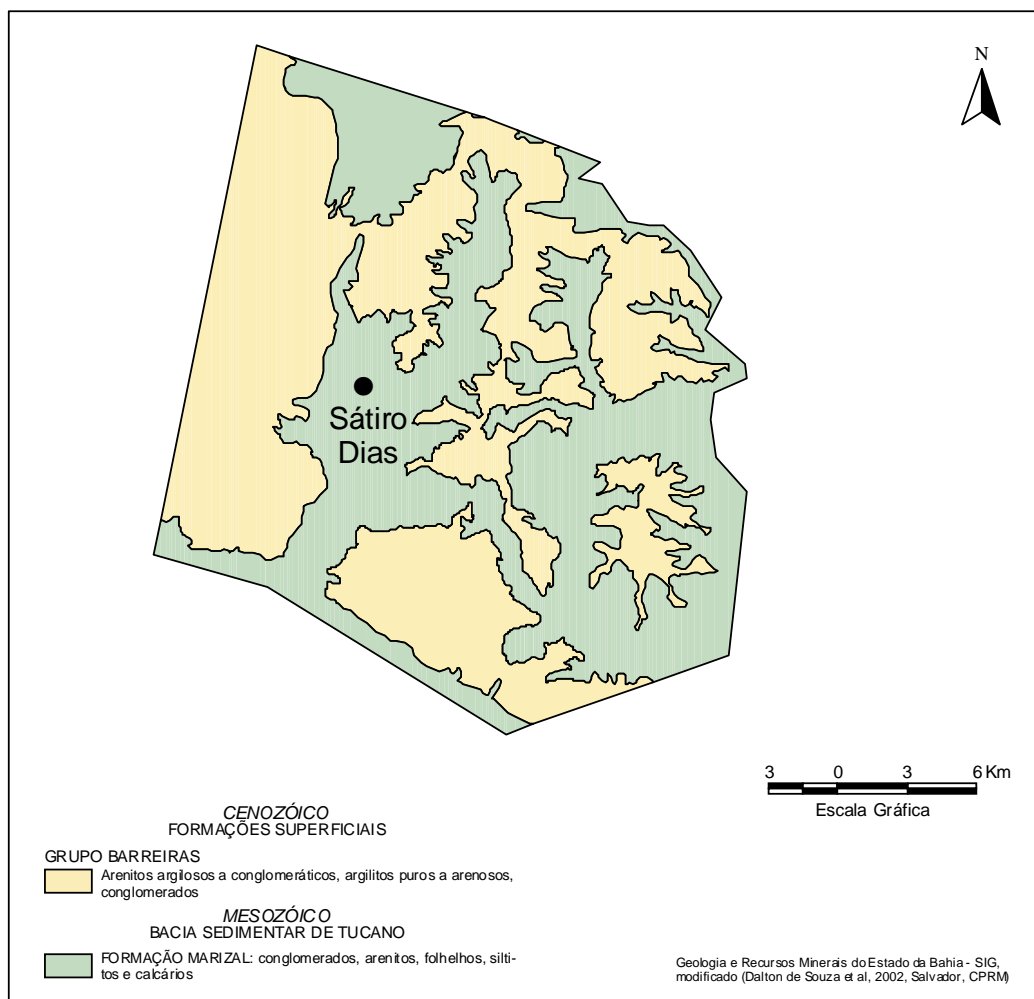 N
Sátiro
Dias
3 0 3 6 Km
Escala Gráfica
CENOZÓICO
FORMAÇÕES SUPERFICIAIS
GRUPO BARREIRAS
Arenitos argilosos a conglomeráticos, argilitos puros a arenosos,
conglomerados
MESOZÓICO
BACIA SEDIMENTAR DE TUCANO
FORMAÇÃO MARIZAL: conglomerados, arenitos, folhelhos, silti-
tos e calcários
Geologia e Recursos Minerais do Estado da Bahia - SIG,
modificado (Dalton de Souza et al, 2002, Salvador, CPRM)